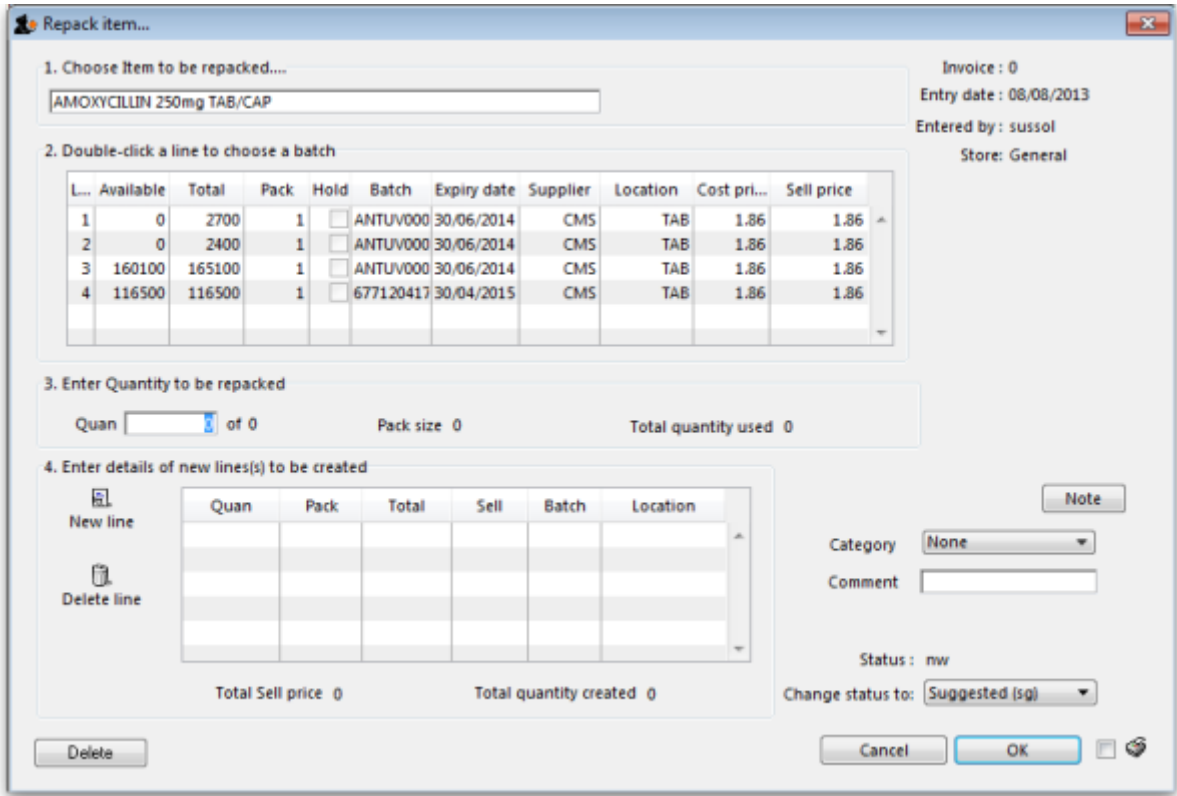 Repack item...
1. Choose Item to be repacked....
AMOXYCILLIN 250mg TAB/CAP
Invoice : 0
Entry date : 08/08/2013
Entered by : sussol
Store: General
2. Double-click a line to choose a batch
L... Available Total Pack Hold Batch Expiry date Supplier Location Cost pri... Sell price
1 0 2700 1 ANTUV000 30/06/2014 CMS TAB 1.86 1.86
2 0 2400 1 ANTUV000 30/06/2014 CMS TAB 1.86 1.86
3 160100 165100 1 ANTUV000 30/06/2014 CMS TAB 1.86 1.86
4 116500 116500 1 677120417 30/04/2015 CMS TAB 1.86 1.86
3. Enter Quantity to be repacked
Quan 0 of 0 Pack size 0 Total quantity used 0
4. Enter details of new lines(s) to be created
New line
Delete line
Quan Pack Total Sell Batch Location
Total Sell price 0 Total quantity created 0
Note
Category None
Comment
Status : nw
Change status to: Suggested (sg)
Delete
Cancel OK